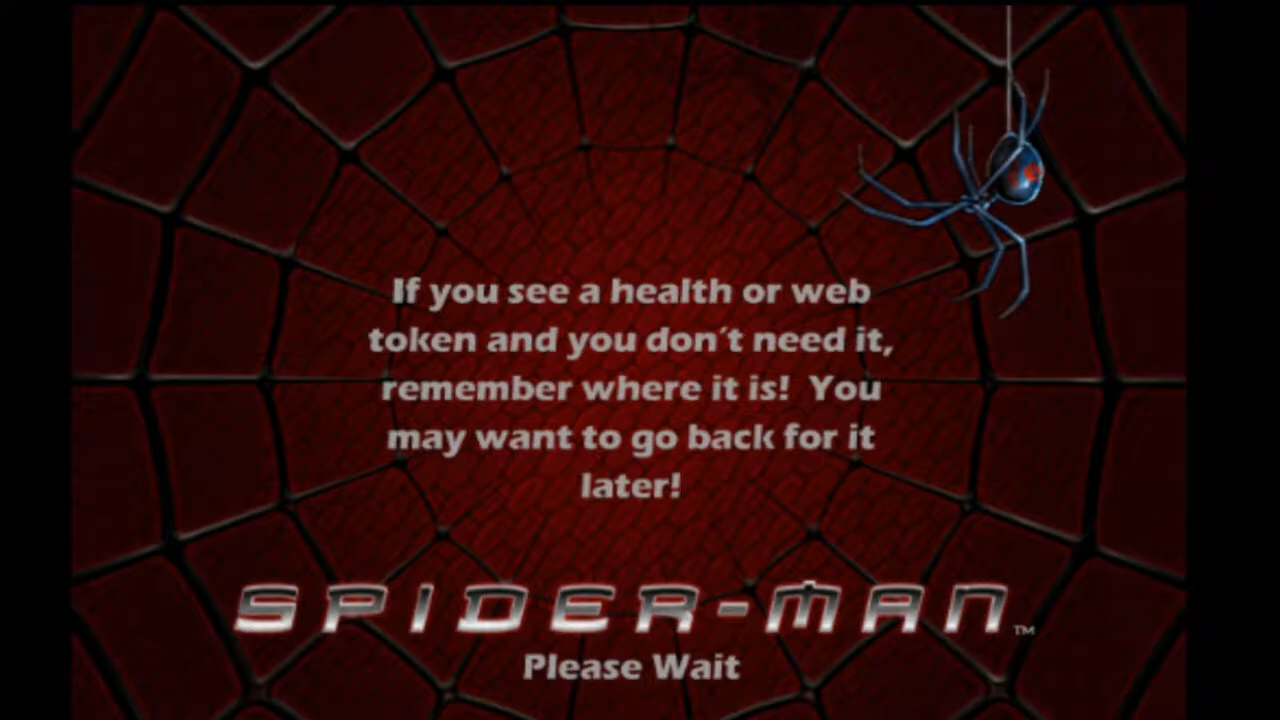 If you see a health or web
token and you don't need it,
remember where it is!  You
may want to go back for it
later!
SPIDER-MAN™
Please Wait